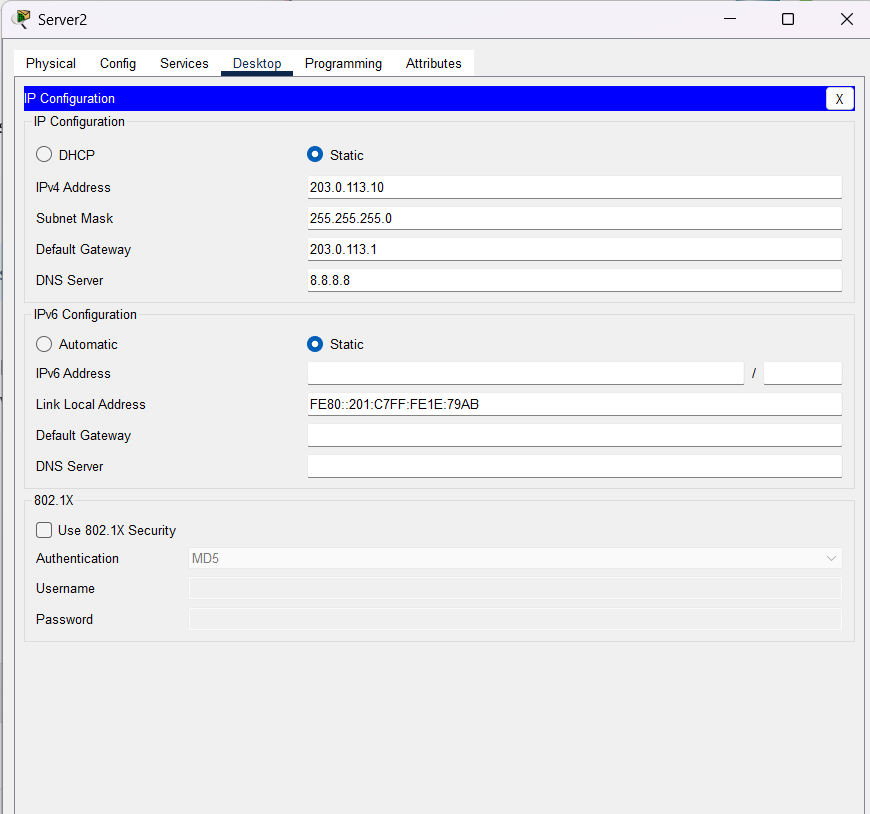 Server2
Physical Config Services Desktop Programming Attributes
IP Configuration X
IP Configuration
DHCP Static
IPv4 Address 203.0.113.10
Subnet Mask 255.255.255.0
Default Gateway 203.0.113.1
DNS Server 8.8.8.8
IPv6 Configuration
Automatic Static
IPv6 Address /
Link Local Address FE80::201:C7FF:FE1E:79AB
Default Gateway
DNS Server
802.1X
Use 802.1X Security
Authentication MD5
Username
Password